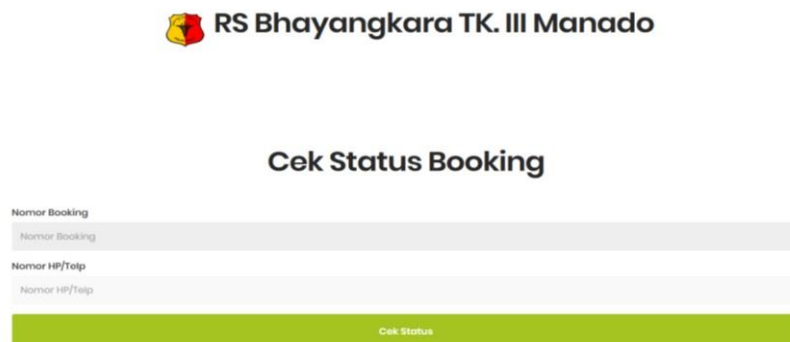 RS Bhayangkara TK. III Manado
Cek Status Booking
Nomor Booking
Nomor Booking
Nomor HP/Telp
Nomor HP/Telp
Cek Status